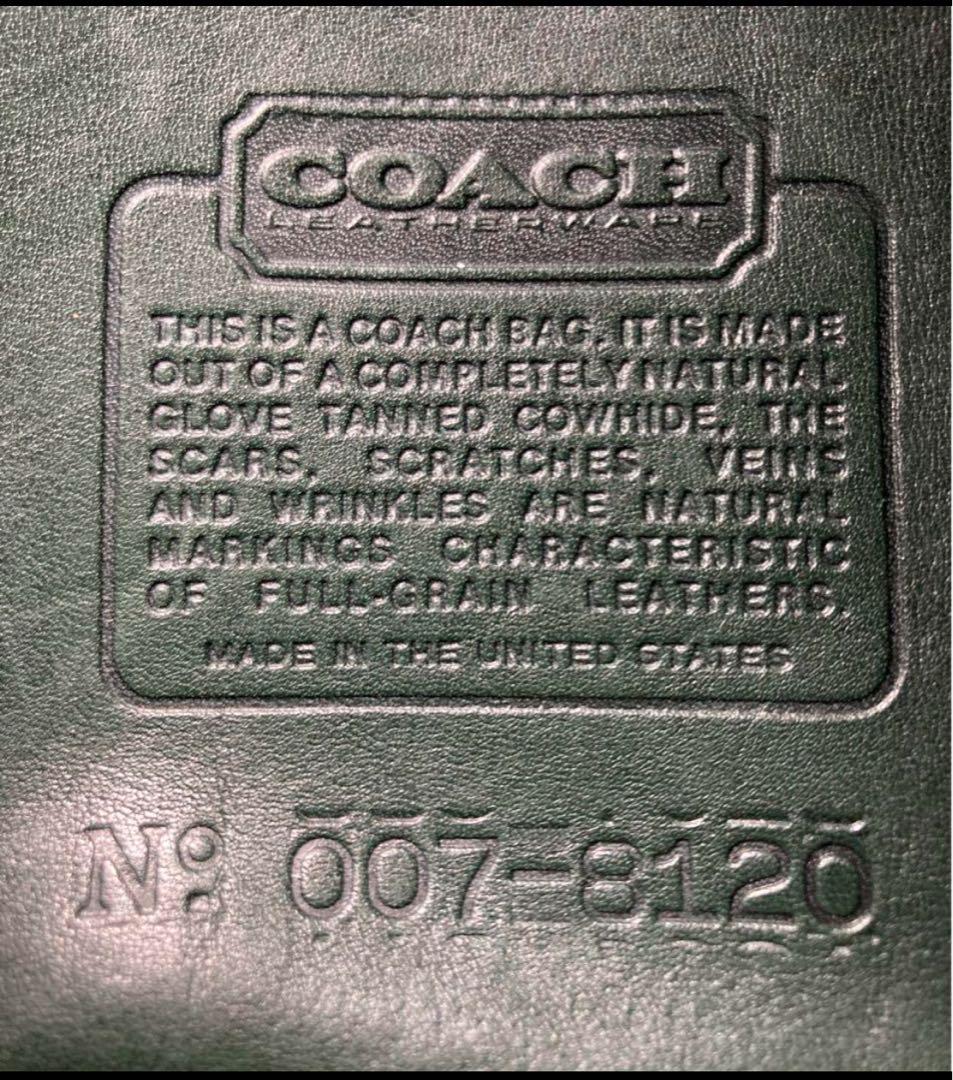 COACH
LEATHERWARE
THIS IS A COACH BAG. IT IS MADE
OUT OF A COMPLETELY NATURAL
GLOVE TANNED COWHIDE, THE
SCARS, SCRATCHES, VEINS
AND WRINKLES ARE NATURAL
MARKINGS CHARACTERISTIC
OF FULL-GRAIN LEATHERS.
MADE IN THE UNITED STATES
Nº 007-8120